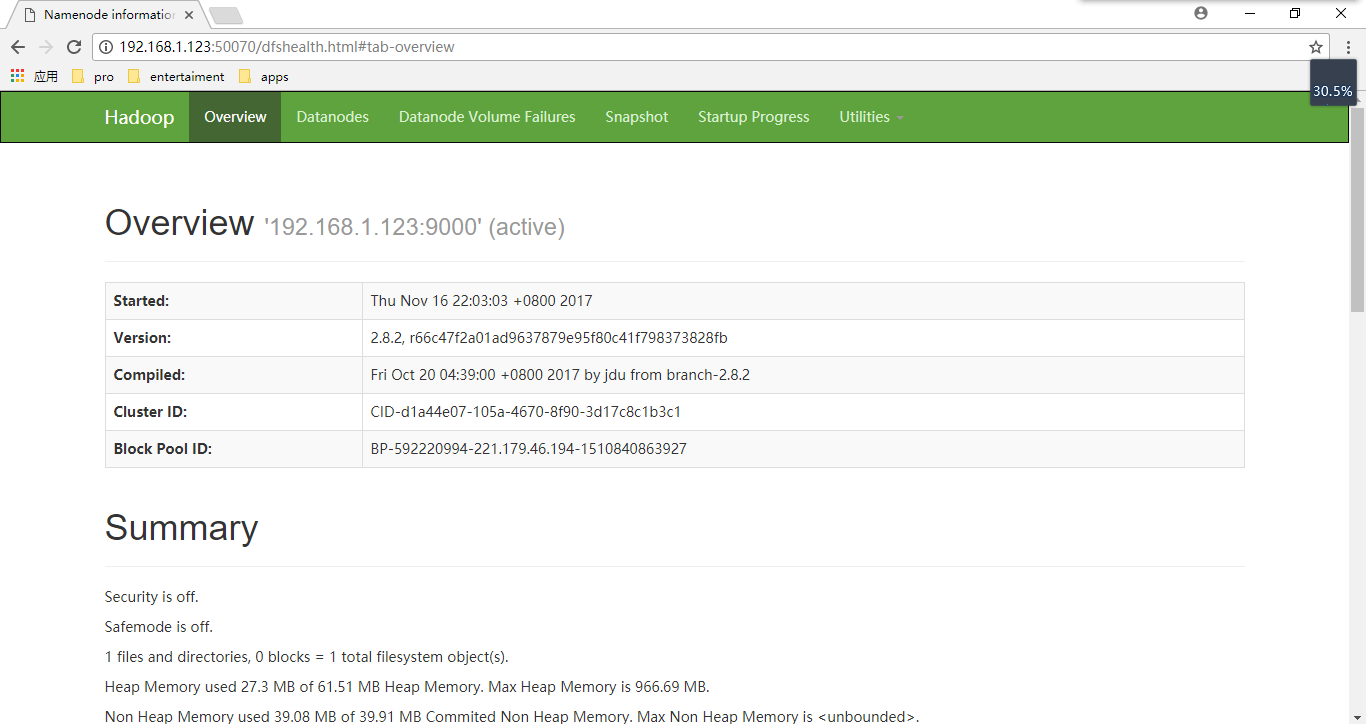 Namenode information
192.168.1.123:50070/dfshealth.html#tab-overview
应用 pro entertaiment apps
30.5%
Hadoop Overview Datanodes Datanode Volume Failures Snapshot Startup Progress Utilities
Overview '192.168.1.123:9000' (active)
Started: Thu Nov 16 22:03:03 +0800 2017
Version: 2.8.2, r66c47f2a01ad9637879e95f80c41f798373828fb
Compiled: Fri Oct 20 04:39:00 +0800 2017 by jdu from branch-2.8.2
Cluster ID: CID-d1a44e07-105a-4670-8f90-3d17c8c1b3c1
Block Pool ID: BP-592220994-221.179.46.194-1510840863927
Summary
Security is off.
Safemode is off.
1 files and directories, 0 blocks = 1 total filesystem object(s).
Heap Memory used 27.3 MB of 61.51 MB Heap Memory. Max Heap Memory is 966.69 MB.
Non Heap Memory used 39.08 MB of 39.91 MB Commited Non Heap Memory. Max Non Heap Memory is <unbounded>.